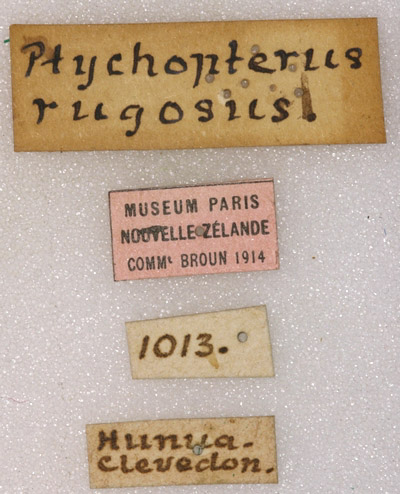 Ptychopterus
rugosus.
MUSEUM PARIS
NOUVELLE ZÉLANDE
COMMt BROUN 1914
1013.
Hunua-
Clevedon.